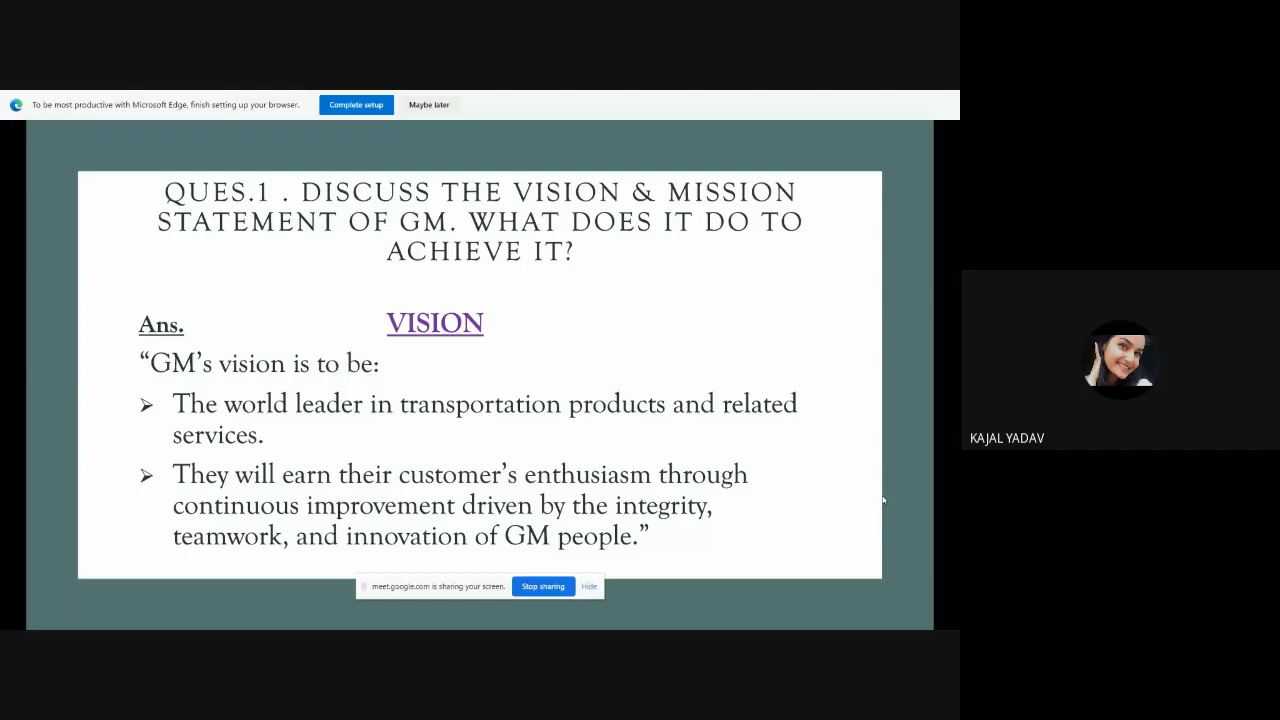 To be most productive with Microsoft Edge, finish setting up your browser. Complete setup Maybe later
QUES.1 . DISCUSS THE VISION & MISSION
STATEMENT OF GM. WHAT DOES IT DO TO
ACHIEVE IT?
Ans. VISION
“GM’s vision is to be:
➢ The world leader in transportation products and related
services.
➢ They will earn their customer’s enthusiasm through
continuous improvement driven by the integrity,
teamwork, and innovation of GM people.”
meet.google.com is sharing your screen. Stop sharing Hide
KAJAL YADAV